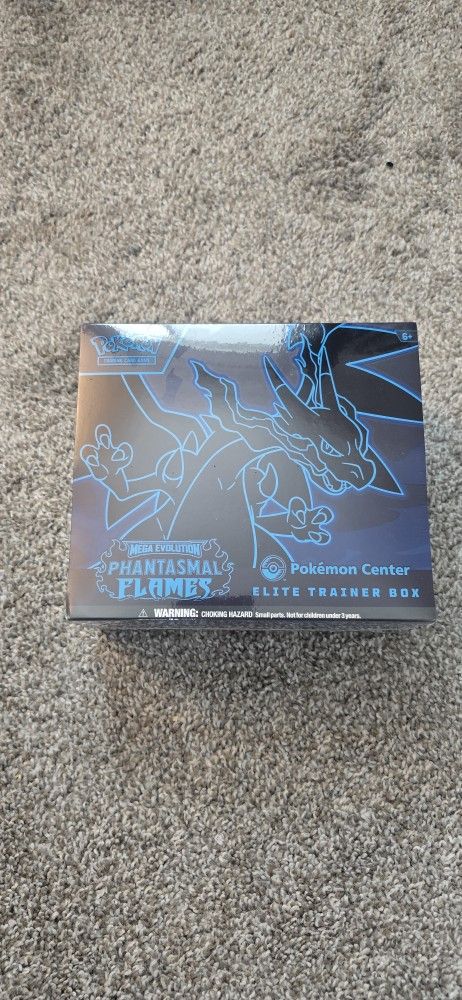 Pokémon
TRADING CARD GAME
6+
MEGA EVOLUTION
PHANTASMAL
FLAMES
Pokémon Center
ELITE TRAINER BOX
WARNING: CHOKING HAZARD Small parts. Not for children under 3 years.